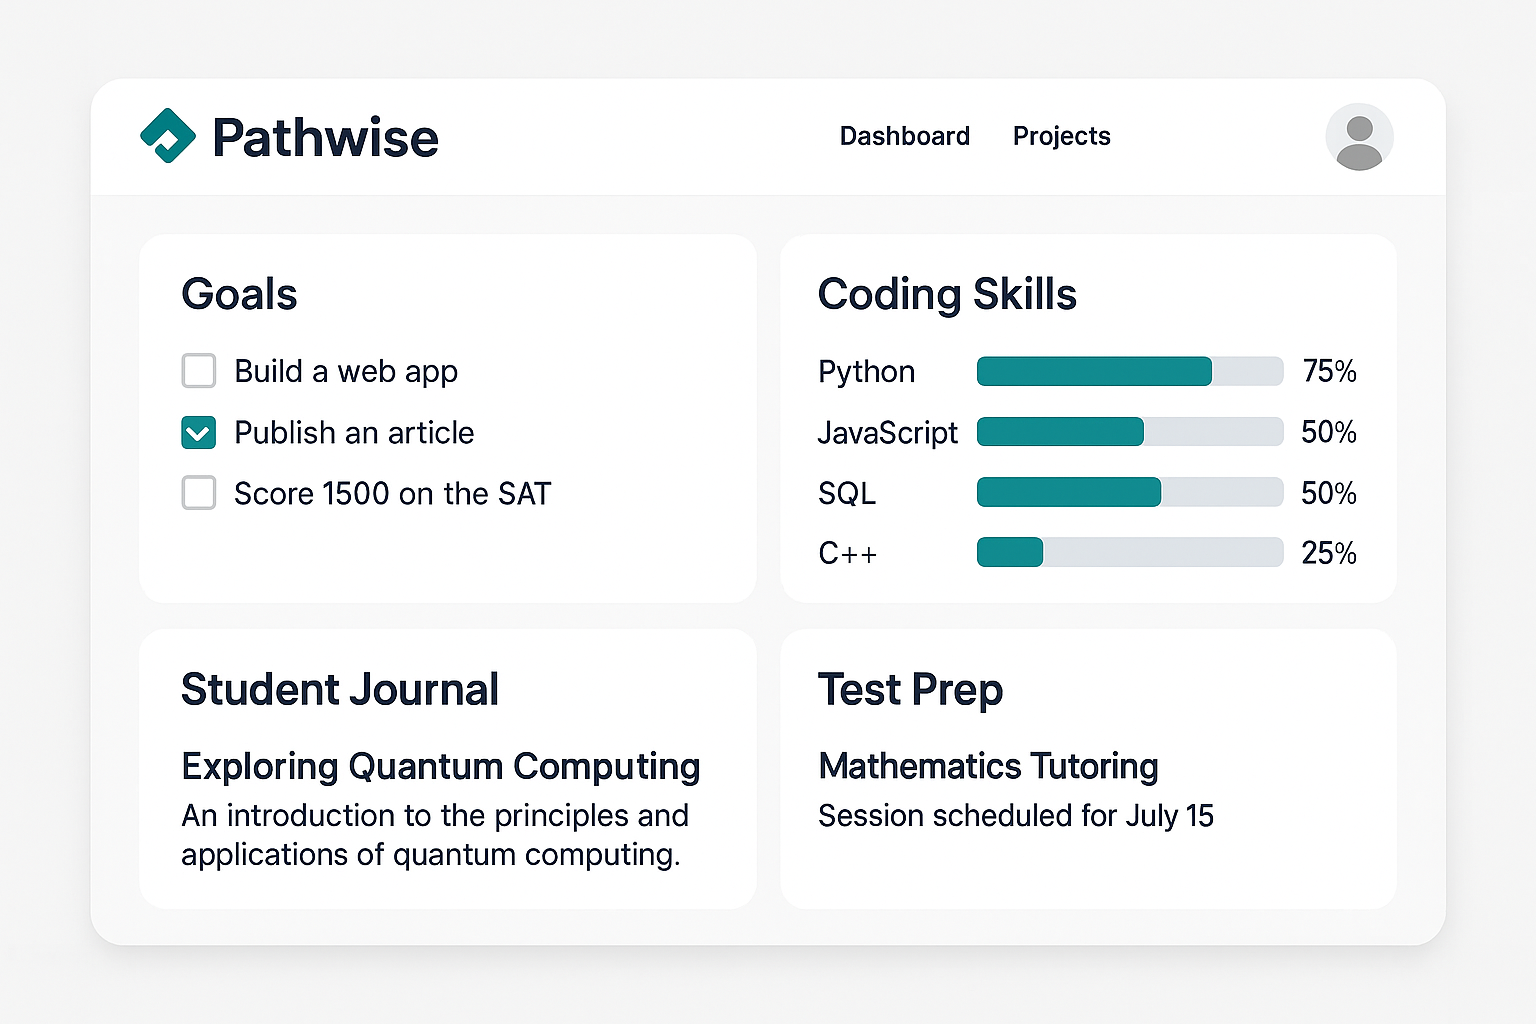 Pathwise
Dashboard
Projects
Goals
Build a web app
Publish an article
Score 1500 on the SAT
Coding Skills
Python 75%
JavaScript 50%
SQL 50%
C++ 25%
Student Journal
Exploring Quantum Computing
An introduction to the principles and
applications of quantum computing.
Test Prep
Mathematics Tutoring
Session scheduled for July 15